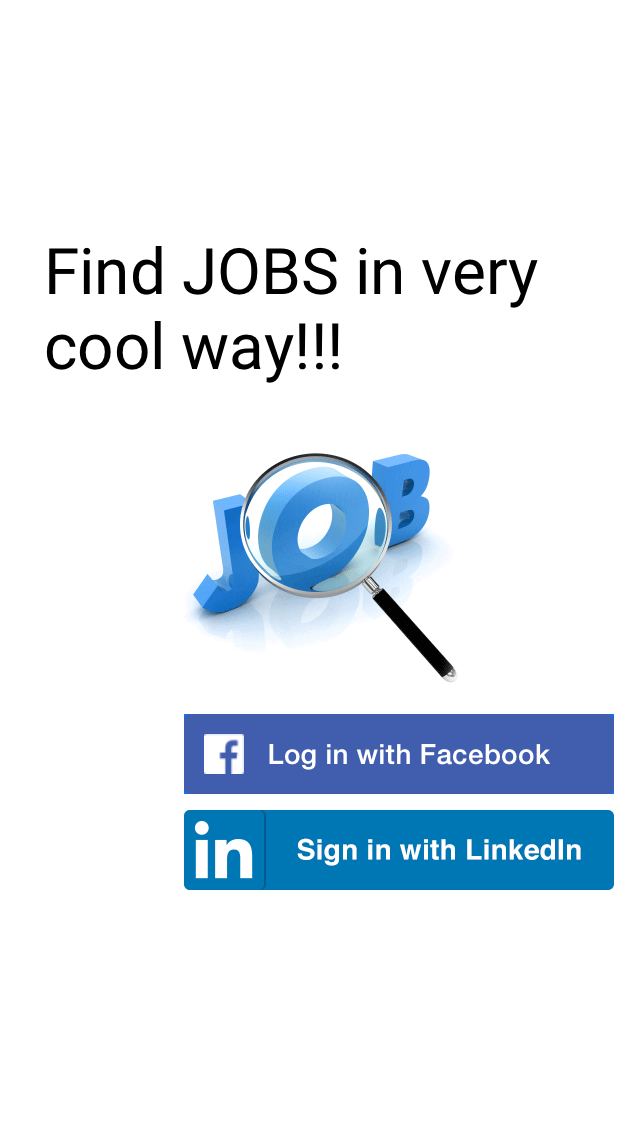 Find JOBS in very
cool way!!!
JOB
f Log in with Facebook
in Sign in with LinkedIn